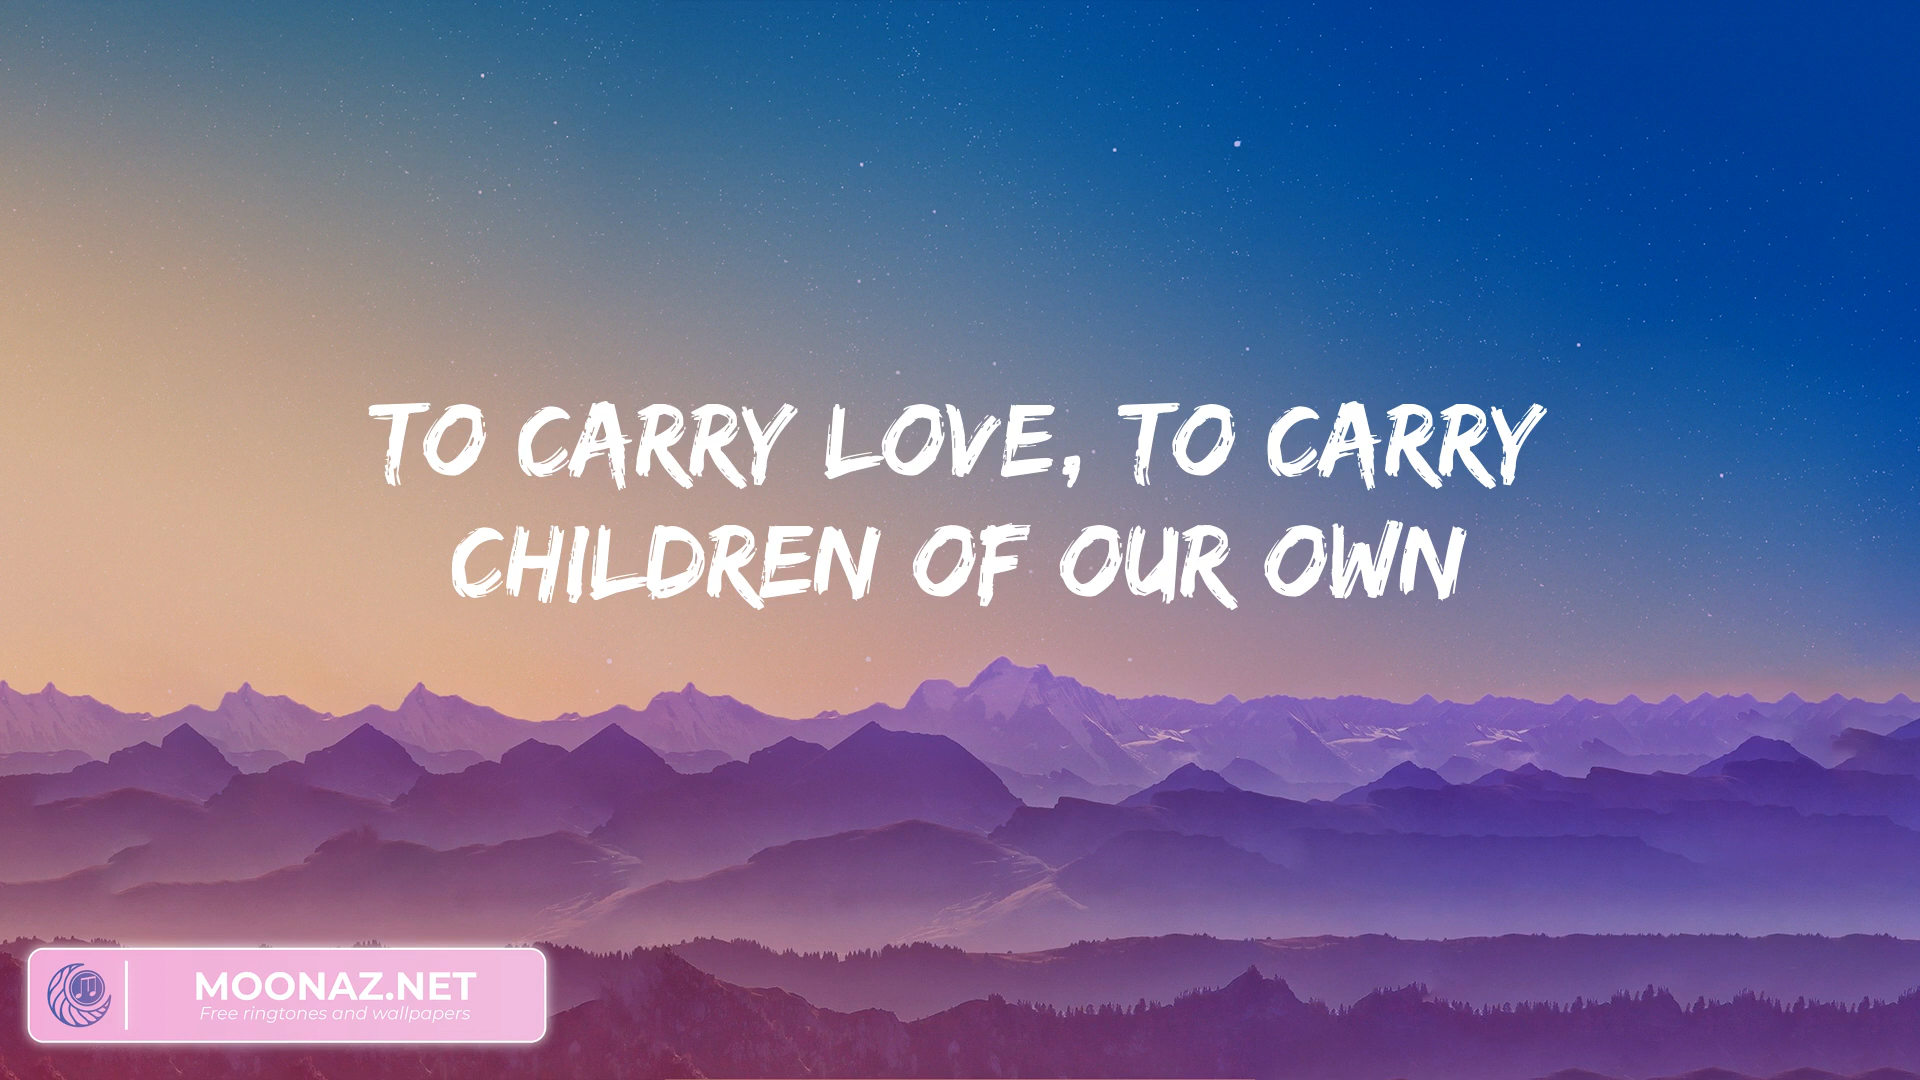 TO CARRY LOVE, TO CARRY
CHILDREN OF OUR OWN
MOONAZ.NET
Free ringtones and wallpapers